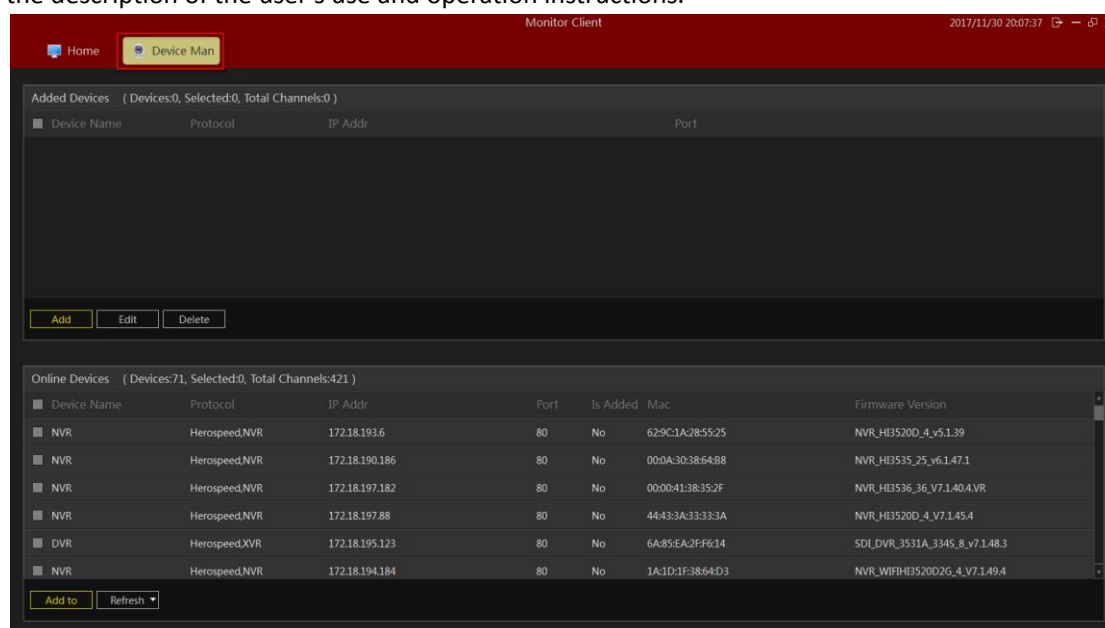 the description of the user's use and operation instructions.
Monitor Client 2017/11/30 20:07:37
Home Device Man
Added Devices ( Devices:0, Selected:0, Total Channels:0 )
Device Name Protocol IP Addr Port
Add Edit Delete
Online Devices ( Devices:71, Selected:0, Total Channels:421 )
Device Name Protocol IP Addr Port Is Added Mac Firmware Version
NVR Herospeed,NVR 172.18.193.6 80 No 62:9C:1A:28:55:25 NVR_HI3520D_4_v5.1.39
NVR Herospeed,NVR 172.18.190.186 80 No 00:0A:30:38:64:B8 NVR_HI3535_25_v6.1.47.1
NVR Herospeed,NVR 172.18.197.182 80 No 00:00:41:38:35:2F NVR_HI3536_36_V7.1.40.4.VR
NVR Herospeed,NVR 172.18.197.88 80 No 44:43:3A:33:33:3A NVR_HI3520D_4_V7.1.45.4
DVR Herospeed,XVR 172.18.195.123 80 No 6A:85:EA:2F:F6:14 SDI_DVR_3531A_334S_8_v7.1.48.3
NVR Herospeed,NVR 172.18.194.184 80 No 1A:1D:1F:38:64:D3 NVR_WIFIHI3520D2G_4_V7.1.49.4
Add to Refresh